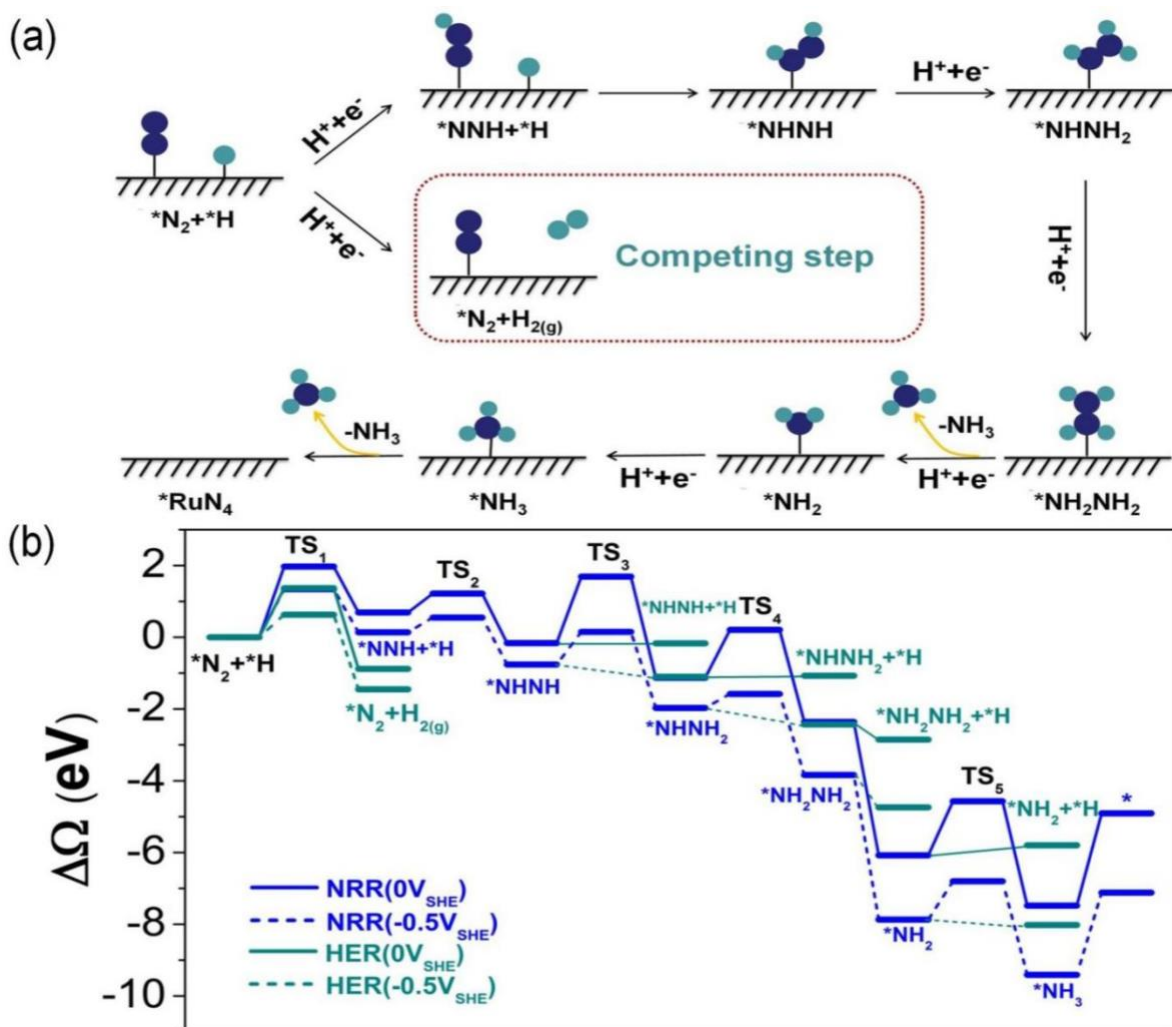 (a)
H⁺+e⁻
H⁺+e⁻
*N₂+*H
*NNH+*H
*NHNH
H⁺+e⁻
*NHNH₂
Competing step
*N₂+H₂(g)
H⁺+e⁻
-NH₃
*RuN₄
*NH₃
H⁺+e⁻
*NH₂
-NH₃
H⁺+e⁻
*NH₂NH₂
(b)
ΔΩ (eV)
2
0
-2
-4
-6
-8
-10
TS₁
TS₂
TS₃
TS₄
TS₅
*N₂+*H
*NNH+*H
*N₂+H₂(g)
*NHNH
*NHNH+*H
*NHNH₂
*NHNH₂+*H
*NH₂NH₂
*NH₂NH₂+*H
*NH₂
*NH₂+*H
*NH₃
*
NRR(0V_SHE)
NRR(-0.5V_SHE)
HER(0V_SHE)
HER(-0.5V_SHE)